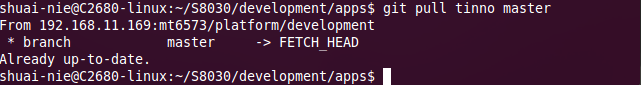 shuai-nie@C2680-linux:~/S8030/development/apps$ git pull tinno master
From 192.168.11.169:mt6573/platform/development
 * branch            master     -> FETCH_HEAD
Already up-to-date.
shuai-nie@C2680-linux:~/S8030/development/apps$